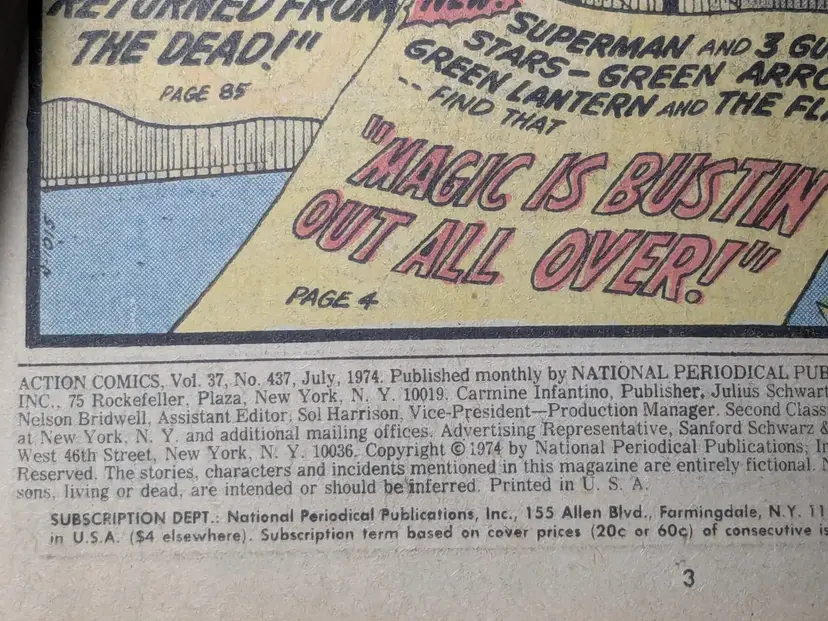 RETURNED FROM
THE DEAD!"
PAGE 85
NEW!
SUPERMAN AND 3 GU
STARS - GREEN ARRO
GREEN LANTERN AND THE FL
-- FIND THAT
"MAGIC IS BUSTIN
OUT ALL OVER!"
PAGE 4
ACTION COMICS, Vol. 37, No. 437, July, 1974. Published monthly by NATIONAL PERIODICAL PUB
INC., 75 Rockefeller, Plaza, New York, N. Y. 10019. Carmine Infantino, Publisher, Julius Schwart
Nelson Bridwell, Assistant Editor. Sol Harrison, Vice-President—Production Manager. Second Class
at New York, N. Y. and additional mailing offices. Advertising Representative, Sanford Schwarz &
West 46th Street, New York, N. Y. 10036. Copyright © 1974 by National Periodical Publications, In
Reserved. The stories, characters and incidents mentioned in this magazine are entirely fictional. N
sons, living or dead, are intended or should be inferred. Printed in U. S. A.
SUBSCRIPTION DEPT.: National Periodical Publications, Inc., 155 Allen Blvd., Farmingdale, N.Y. 11
in U.S.A. ($4 elsewhere). Subscription term based on cover prices (20c or 60c) of consecutive is
3